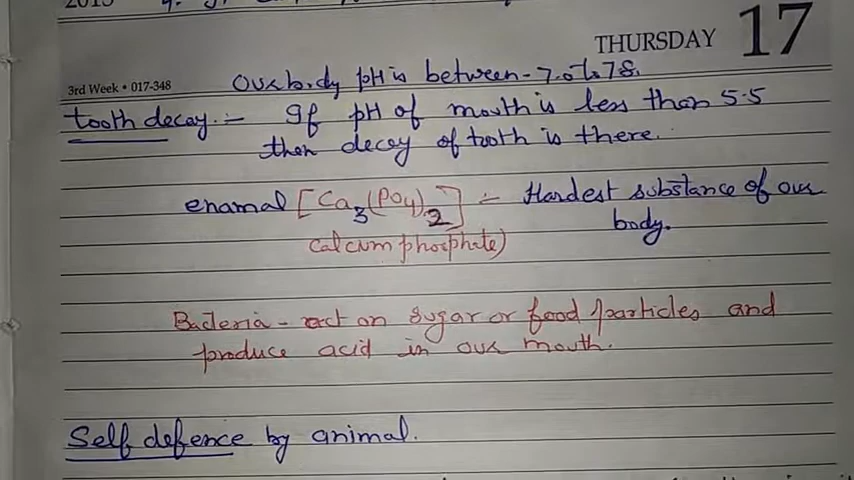 2015
THURSDAY 17
3rd Week • 017-348
Our body pH is between - 7.0 to 7.8.
tooth decay :- If pH of mouth is less than 5.5
then decay of tooth is there.
enamal [Ca3(PO4)2] :- Hardest substance of our
body.
calcium phosphate)
Bacteria - act on sugar or food particles and
produce acid in our mouth.
Self defence by animal.